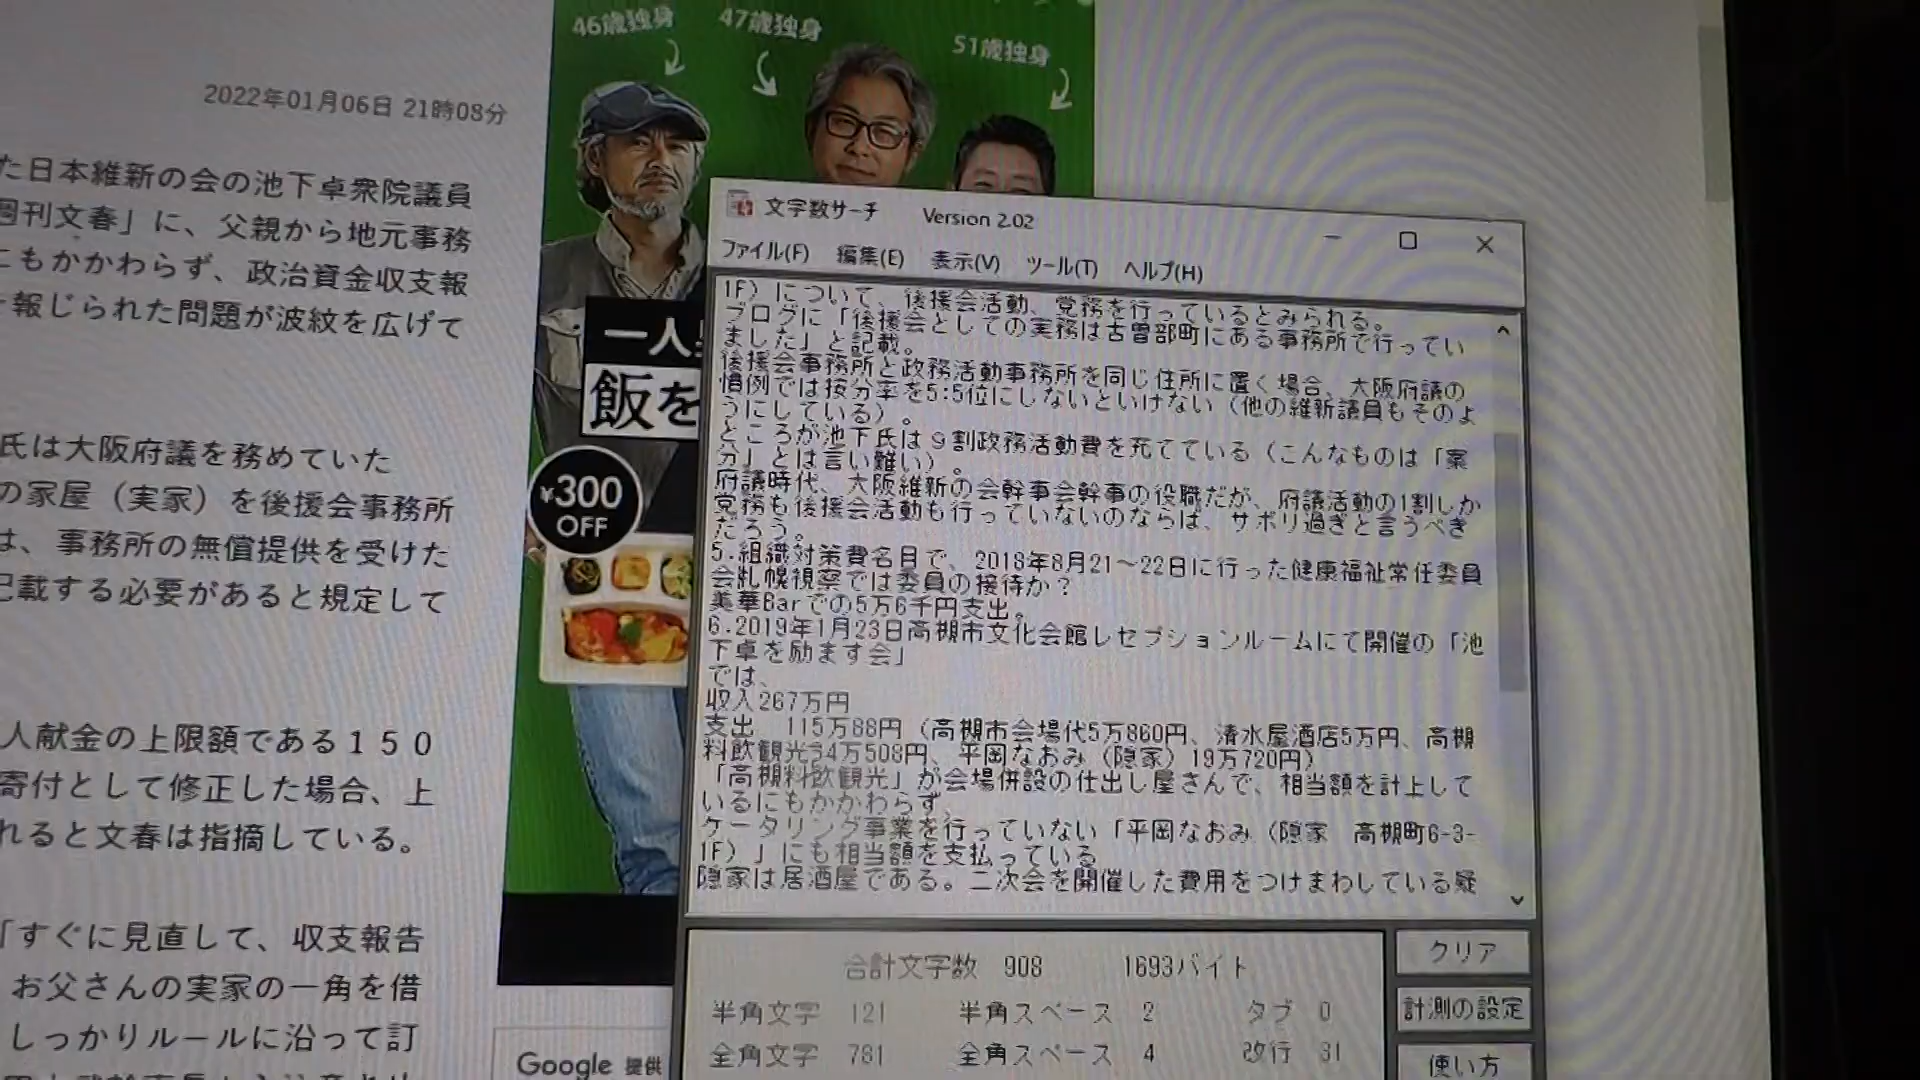 2022年01月06日 21時08分
た日本維新の会の池下卓衆院議員
週刊文春」に、父親から地元事務
にもかかわらず、政治資金収支報
報じられた問題が波紋を広げて
氏は大阪府議を務めていた
の家屋（実家）を後援会事務所
は、事務所の無償提供を受けた
記載する必要があると規定して
人献金の上限額である１５０
寄付として修正した場合、上
れると文春は指摘している。
「すぐに見直して、収支報告
お父さんの実家の一角を借
しっかりルールに沿って訂
46歳独身
47歳独身
51歳独身
一人
飯を
¥300
OFF
Google 提供
文字数サーチ Version 2.02
ファイル(F) 編集(E) 表示(V) ツール(T) ヘルプ(H)
1F）について、後援会活動、党務を行っているとみられる。
ブログに「後援会としての実務は古曽部町にある事務所で行ってい
ました」と記載。
後援会事務所と政務活動事務所を同じ住所に置く場合、大阪府議の
慣例では按分率を5:5位にしないといけない（他の維新議員もそのよ
うにしている）。
ところが池下氏は９割政務活動費を充てている（こんなものは「案
分」とは言い難い）。
府議時代、大阪維新の会幹事会幹事の役職だが、府議活動の1割しか
党務も後援会活動も行っていないのならば、サボり過ぎと言うべき
だろう。
5.組織対策費名目で、2018年8月21～22日に行った健康福祉常任委員
会札幌視察では委員の接待か？
美華Barでの5万6千円支出。
6.2019年1月23日高槻市文化会館レセプションルームにて開催の「池
下卓を励ます会」
では、
収入267万円
支出　115万88円（高槻市会場代5万860円、清水屋酒店5万円、高槻
料飲観光34万508円、平岡なおみ（隠家）19万720円）
「高槻料飲観光」が会場併設の仕出し屋さんで、相当額を計上して
いるにもかかわらず、
ケータリング事業を行っていない「平岡なおみ（隠家　高槻町6-3-
1F）」にも相当額を支払っている
隠家は居酒屋である。二次会を開催した費用をつけまわしている疑
合計文字数 908 1693バイト
半角文字 121 半角スペース 2 タブ 0
全角文字 781 全角スペース 4 改行 31
クリア
計測の設定
使い方